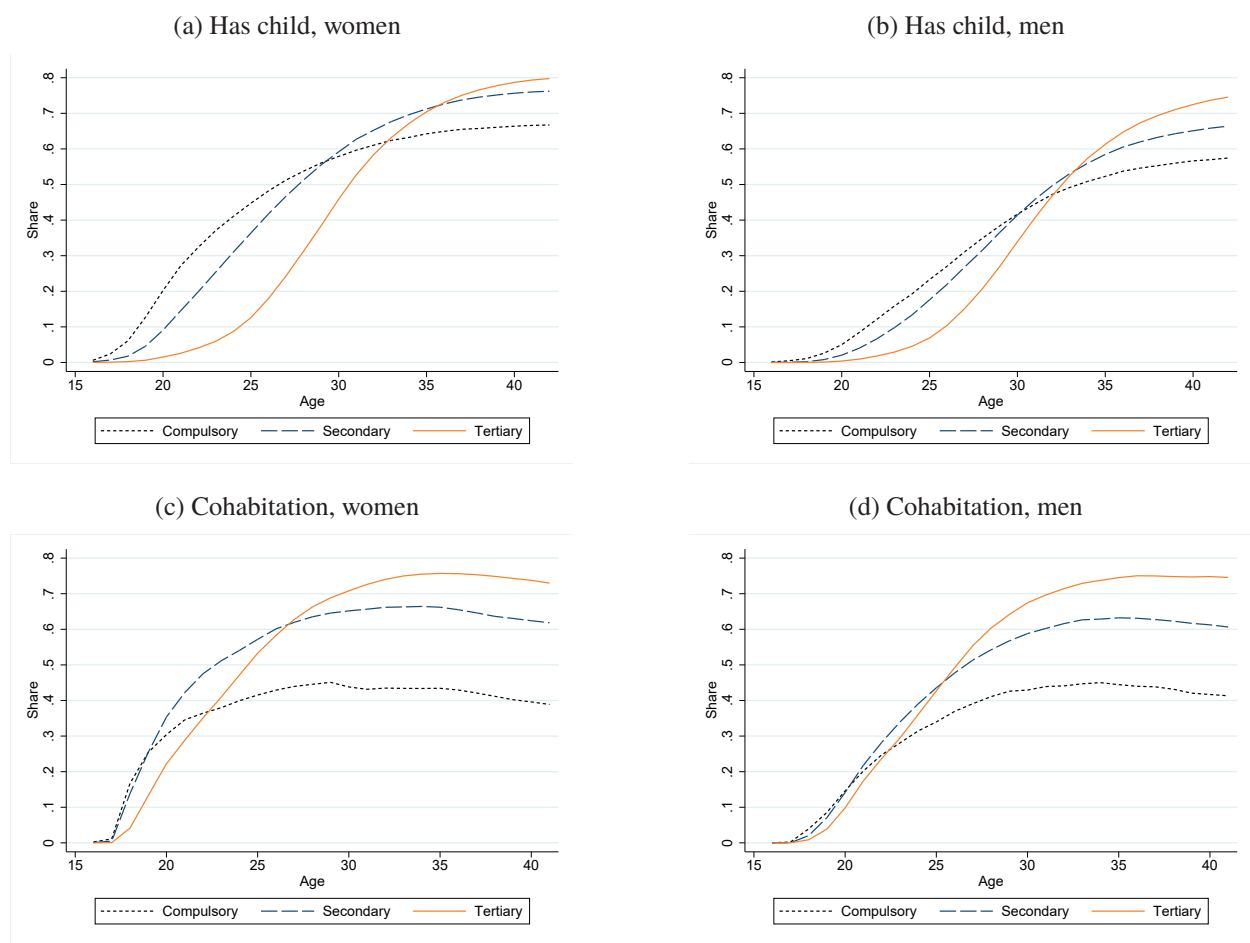 (a) Has child, women
(b) Has child, men
Share
0 .1 .2 .3 .4 .5 .6 .7 .8
15 20 25 30 35 40
Age
Compulsory Secondary Tertiary
Share
0 .1 .2 .3 .4 .5 .6 .7 .8
15 20 25 30 35 40
Age
Compulsory Secondary Tertiary
(c) Cohabitation, women
(d) Cohabitation, men
Share
0 .1 .2 .3 .4 .5 .6 .7 .8
15 20 25 30 35 40
Age
Compulsory Secondary Tertiary
Share
0 .1 .2 .3 .4 .5 .6 .7 .8
15 20 25 30 35 40
Age
Compulsory Secondary Tertiary